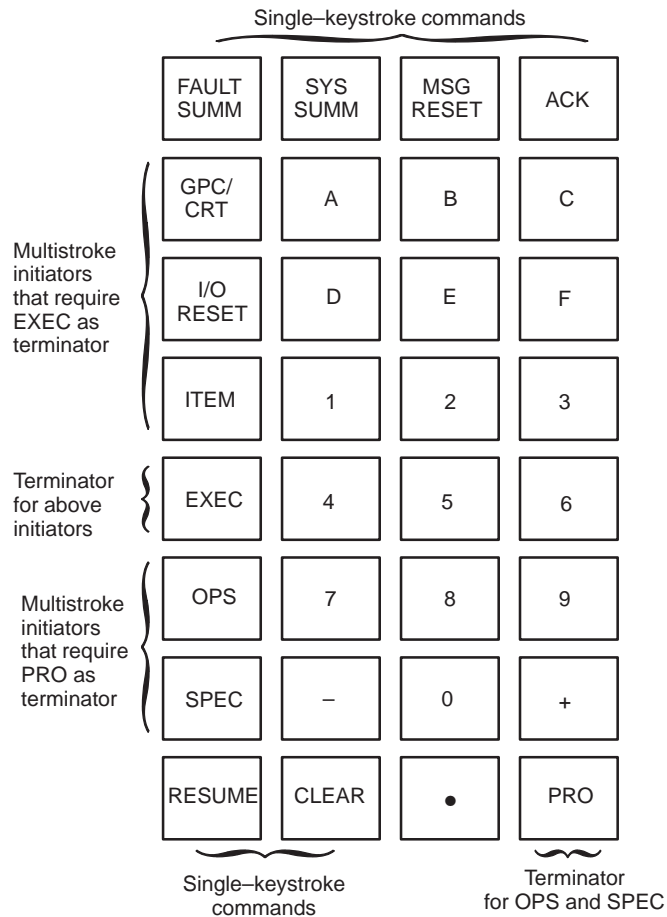 Single–keystroke commands
FAULT
SUMM
SYS
SUMM
MSG
RESET
ACK
Multistroke
initiators
that require
EXEC as
terminator
GPC/
CRT
A
B
C
I/O
RESET
D
E
F
ITEM
1
2
3
Terminator
for above
initiators
EXEC
4
5
6
Multistroke
initiators
that require
PRO as
terminator
OPS
7
8
9
SPEC
–
0
+
RESUME
CLEAR
•
PRO
Single–keystroke
commands
Terminator
for OPS and SPEC